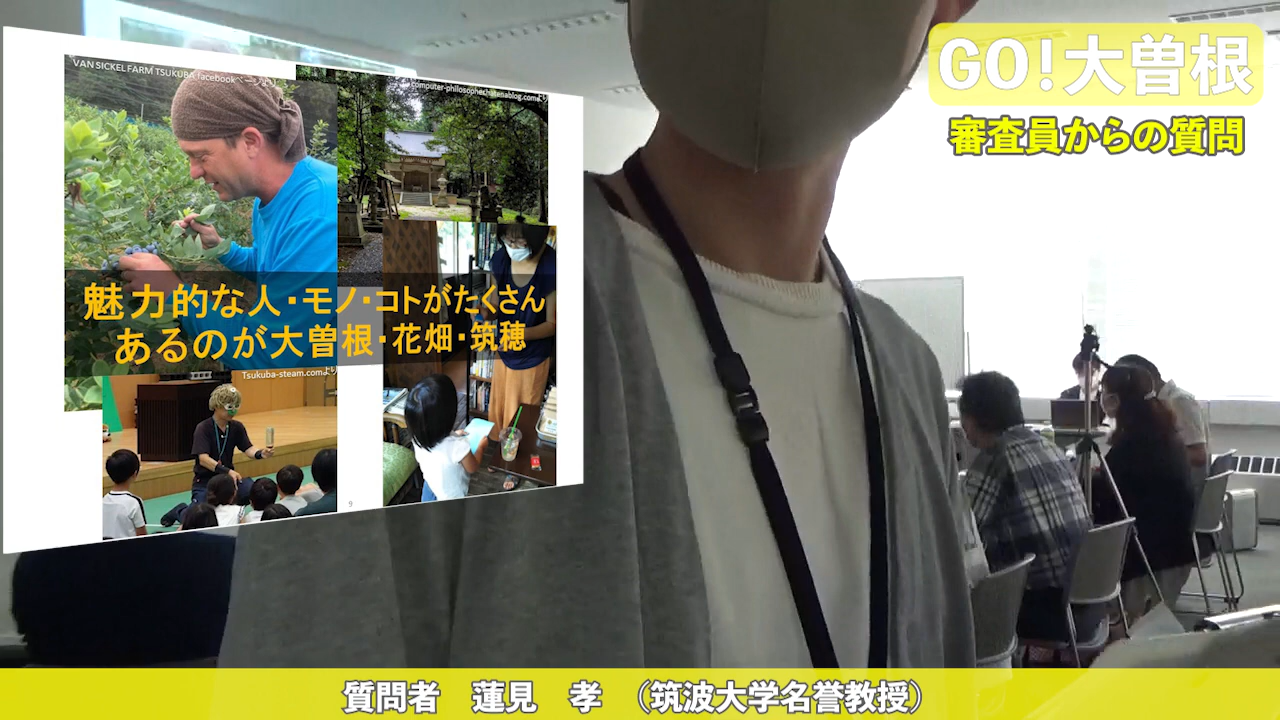 GO!大曽根
審査員からの質問
VAN SICKEL FARM TSUKUBA facebookページより
computer-philosopher.hatenablog.comより
魅力的な人・モノ・コトがたくさん
あるのが大曽根・花畑・筑穂
Tsukuba-steam.comより
9
質問者 蓮見 孝 (筑波大学名誉教授)